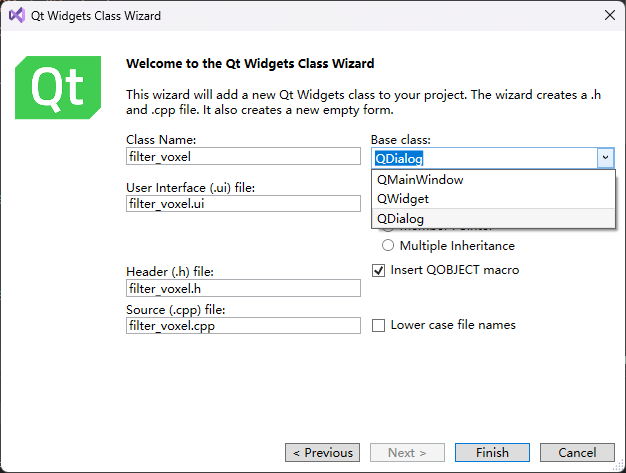 Qt Widgets Class Wizard
Qt
Welcome to the Qt Widgets Class Wizard
This wizard will add a new Qt Widgets class to your project. The wizard creates a .h
and .cpp file. It also creates a new empty form.
Class Name:
Base class:
filter_voxel
QDialog
QMainWindow
User Interface (.ui) file:
QWidget
filter_voxel.ui
QDialog
Multiple Inheritance
Header (.h) file:
Insert QOBJECT macro
filter_voxel.h
Source (.cpp) file:
filter_voxel.cpp
Lower case file names
< Previous
Next >
Finish
Cancel